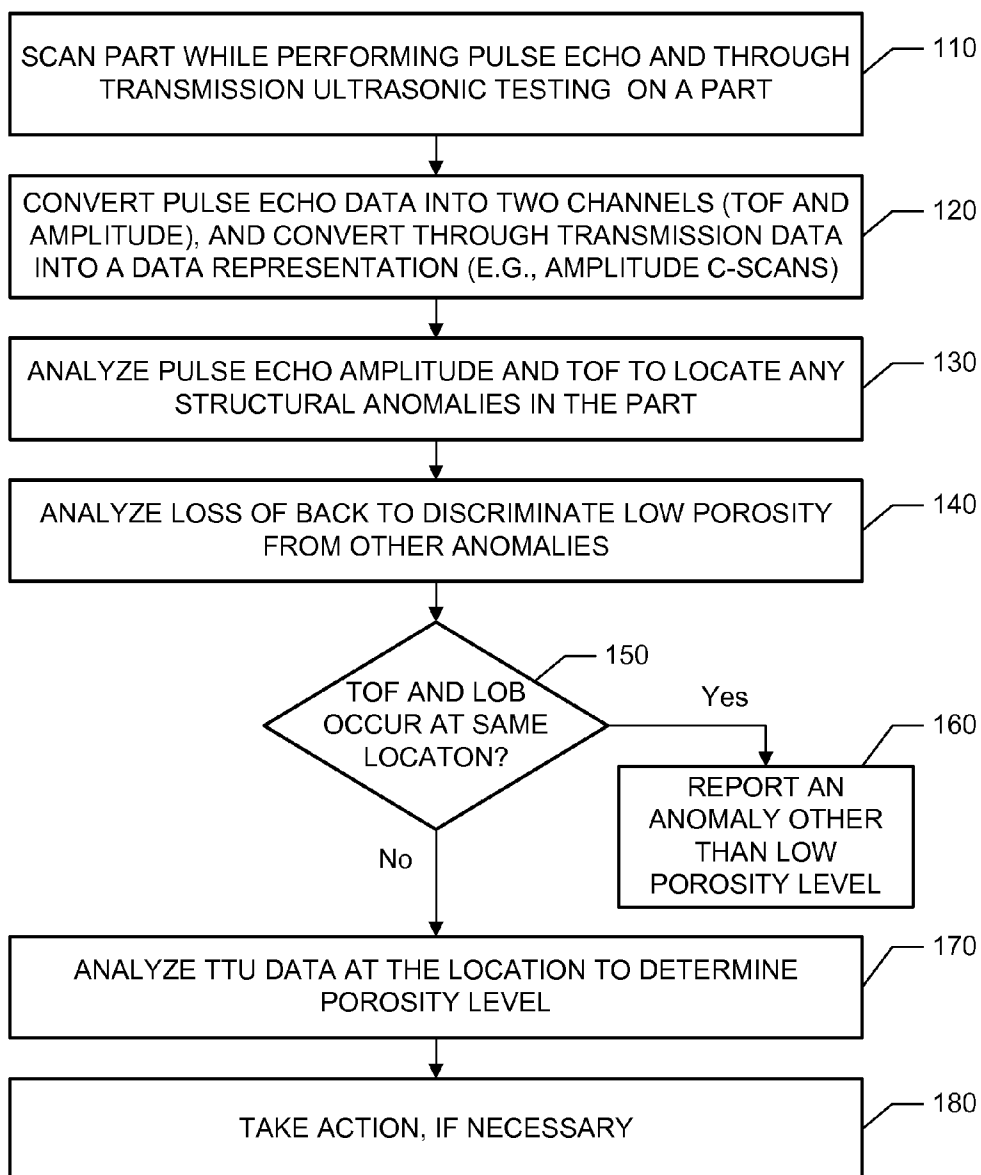 SCAN PART WHILE PERFORMING PULSE ECHO AND THROUGH
TRANSMISSION ULTRASONIC TESTING ON A PART
110
CONVERT PULSE ECHO DATA INTO TWO CHANNELS (TOF AND
AMPLITUDE), AND CONVERT THROUGH TRANSMISSION DATA
INTO A DATA REPRESENTATION (E.G., AMPLITUDE C-SCANS)
120
ANALYZE PULSE ECHO AMPLITUDE AND TOF TO LOCATE ANY
STRUCTURAL ANOMALIES IN THE PART
130
ANALYZE LOSS OF BACK TO DISCRIMINATE LOW POROSITY
FROM OTHER ANOMALIES
140
TOF AND LOB
OCCUR AT SAME
LOCATON?
150
Yes
160
REPORT AN
ANOMALY OTHER
THAN LOW
POROSITY LEVEL
No
ANALYZE TTU DATA AT THE LOCATION TO DETERMINE
POROSITY LEVEL
170
TAKE ACTION, IF NECESSARY
180